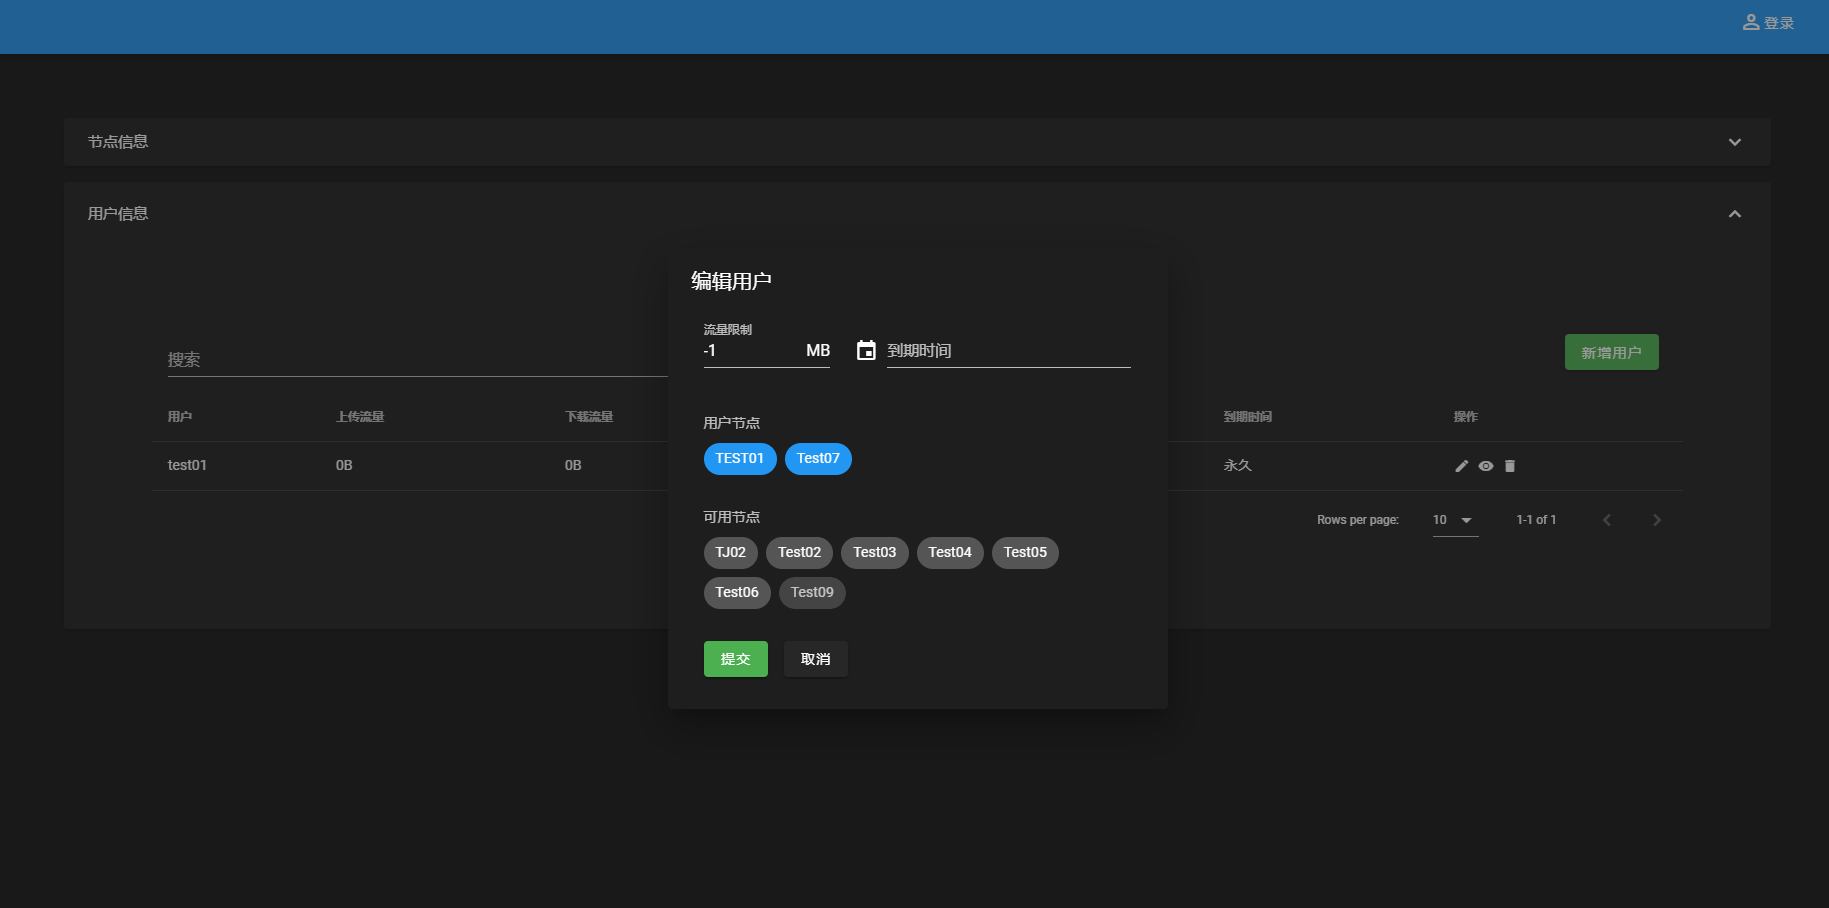 登录
节点信息
用户信息
搜索
新增用户
用户 上传流量 下载流量 到期时间 操作
test01 0B 0B 永久
Rows per page: 10 1-1 of 1
编辑用户
流量限制
-1 MB 到期时间
用户节点
TEST01 Test07
可用节点
TJ02 Test02 Test03 Test04 Test05
Test06 Test09
提交 取消